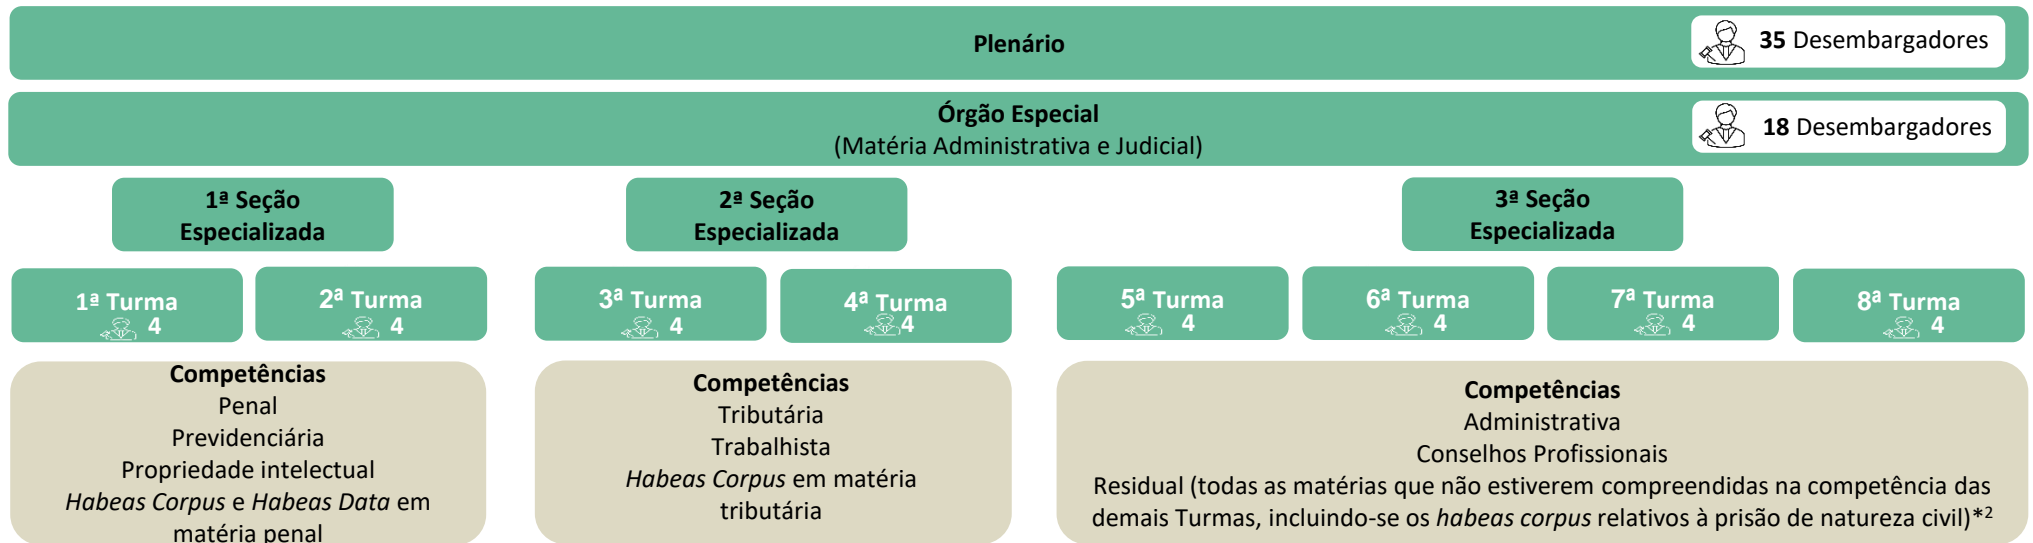 Plenário
35 Desembargadores
Órgão Especial
(Matéria Administrativa e Judicial)
18 Desembargadores
1ª Seção
Especializada
2ª Seção
Especializada
3ª Seção
Especializada
1ª Turma
4
2ª Turma
4
3ª Turma
4
4ª Turma
4
5ª Turma
4
6ª Turma
4
7ª Turma
4
8ª Turma
4
Competências
Penal
Previdenciária
Propriedade intelectual
Habeas Corpus e Habeas Data em
matéria penal
Competências
Tributária
Trabalhista
Habeas Corpus em matéria
tributária
Competências
Administrativa
Conselhos Profissionais
Residual (todas as matérias que não estiverem compreendidas na competência das
demais Turmas, incluindo-se os habeas corpus relativos à prisão de natureza civil)*²